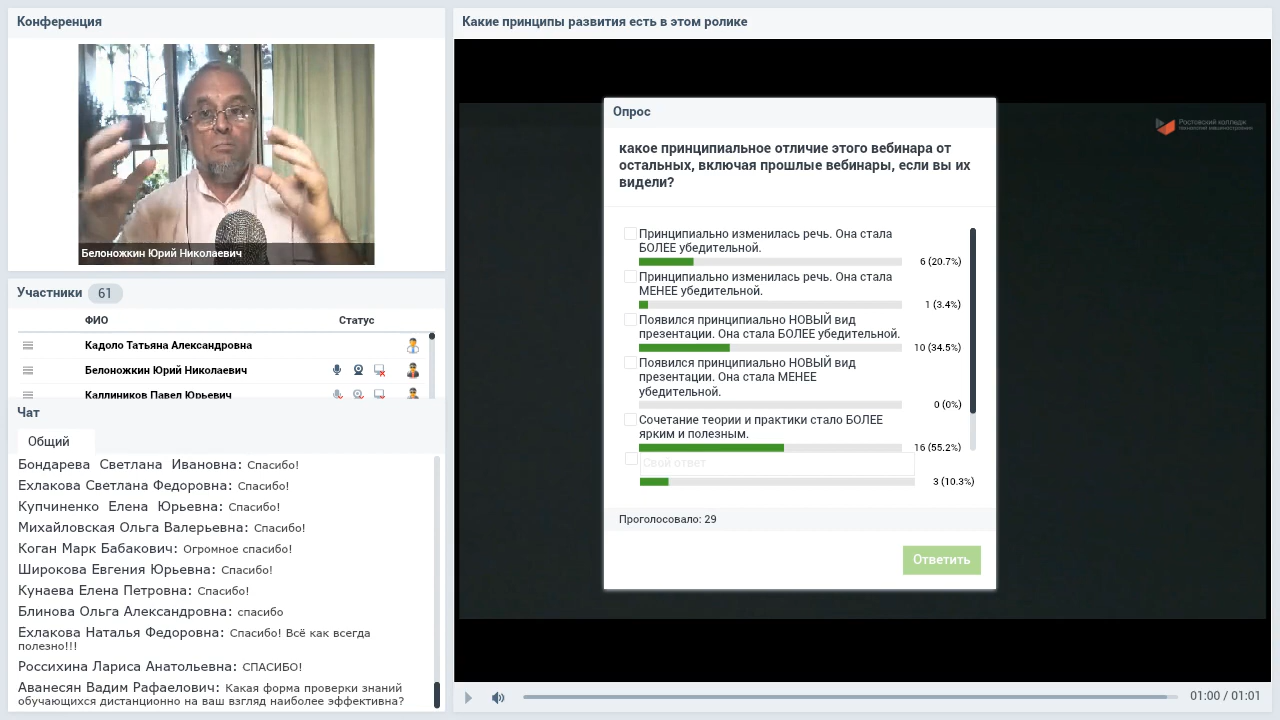 Конференция
Белоножкин Юрий Николаевич
Участники 61
ФИО Статус
Кадоло Татьяна Александровна
Белоножкин Юрий Николаевич
Каллиников Павел Юрьевич
Чат
Общий
Бондарева Светлана Ивановна: Спасибо!
Ехлакова Светлана Федоровна: Спасибо!
Купчиненко Елена Юрьевна: Спасибо!
Михайловская Ольга Валерьевна: Спасибо!
Коган Марк Бабакович: Огромное спасибо!
Широкова Евгения Юрьевна: Спасибо!
Кунаева Елена Петровна: Спасибо!
Блинова Ольга Александровна: спасибо
Ехлакова Наталья Федоровна: Спасибо! Всё как всегда
полезно!!!
Россихина Лариса Анатольевна: СПАСИБО!
Аванесян Вадим Рафаелович: Какая форма проверки знаний
обучающихся дистанционно на ваш взгляд наиболее эффективна?
Какие принципы развития есть в этом ролике
Ростовский колледж
технологий машиностроения
Опрос
какое принципиальное отличие этого вебинара от
остальных, включая прошлые вебинары, если вы их
видели?
Принципиально изменилась речь. Она стала
БОЛЕЕ убедительной.
6 (20.7%)
Принципиально изменилась речь. Она стала
МЕНЕЕ убедительной.
1 (3.4%)
Появился принципиально НОВЫЙ вид
презентации. Она стала БОЛЕЕ убедительной.
10 (34.5%)
Появился принципиально НОВЫЙ вид
презентации. Она стала МЕНЕЕ
убедительной.
0 (0%)
Сочетание теории и практики стало БОЛЕЕ
ярким и полезным.
16 (55.2%)
Свой ответ
3 (10.3%)
Проголосовало: 29
Ответить
01:00 / 01:01